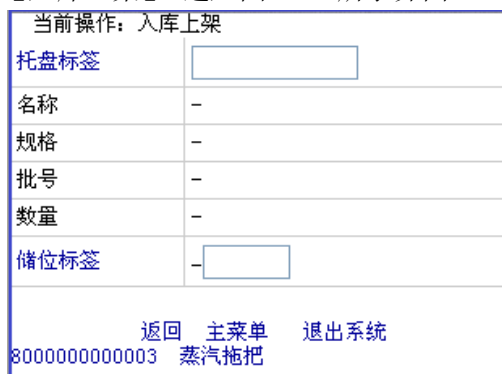 当前操作：入库上架
托盘标签
名称 -
规格 -
批号 -
数量 -
储位标签 -
返回 主菜单 退出系统
8000000000003 蒸汽拖把